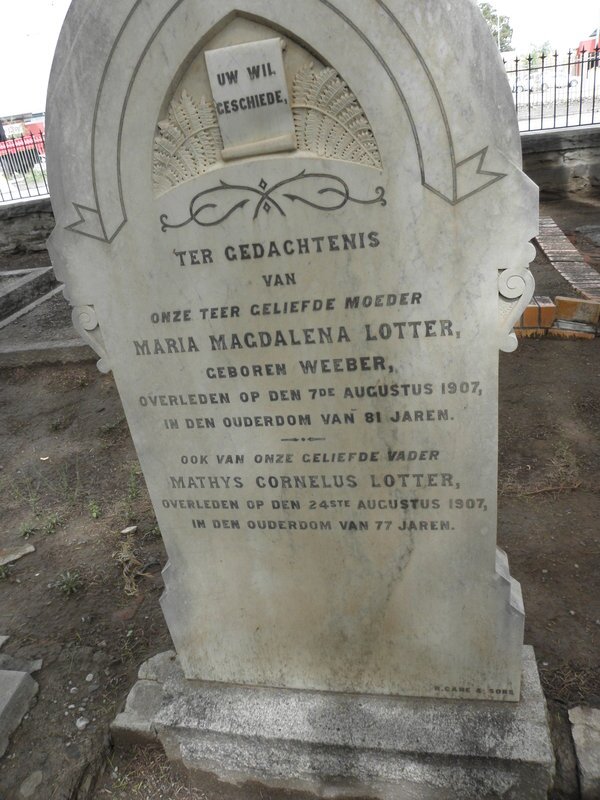 UW WIL
GESCHIEDE,
TER GEDACHTENIS
VAN
ONZE TEER GELIEFDE MOEDER
MARIA MAGDALENA LOTTER,
GEBOREN WEEBER,
OVERLEDEN OP DEN 7DE AUGUSTUS 1907,
IN DEN OUDERDOM VAN 81 JAREN.
OOK VAN ONZE GELIEFDE VADER
MATHYS CORNELUS LOTTER,
OVERLEDEN OP DEN 24STE AUGUSTUS 1907,
IN DEN OUDERDOM VAN 77 JAREN.
R. CANE & SONS